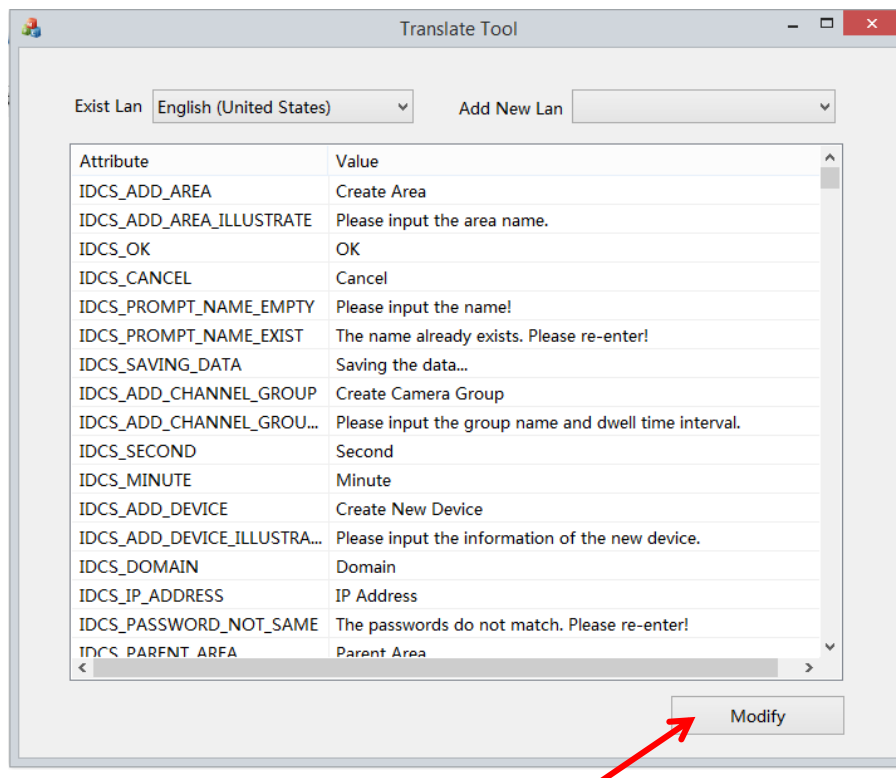 Translate Tool
Exist Lan English (United States) Add New Lan
Attribute Value
IDCS_ADD_AREA Create Area
IDCS_ADD_AREA_ILLUSTRATE Please input the area name.
IDCS_OK OK
IDCS_CANCEL Cancel
IDCS_PROMPT_NAME_EMPTY Please input the name!
IDCS_PROMPT_NAME_EXIST The name already exists. Please re-enter!
IDCS_SAVING_DATA Saving the data...
IDCS_ADD_CHANNEL_GROUP Create Camera Group
IDCS_ADD_CHANNEL_GROU... Please input the group name and dwell time interval.
IDCS_SECOND Second
IDCS_MINUTE Minute
IDCS_ADD_DEVICE Create New Device
IDCS_ADD_DEVICE_ILLUSTRA... Please input the information of the new device.
IDCS_DOMAIN Domain
IDCS_IP_ADDRESS IP Address
IDCS_PASSWORD_NOT_SAME The passwords do not match. Please re-enter!
IDCS_PARENT_AREA Parent Area
Modify